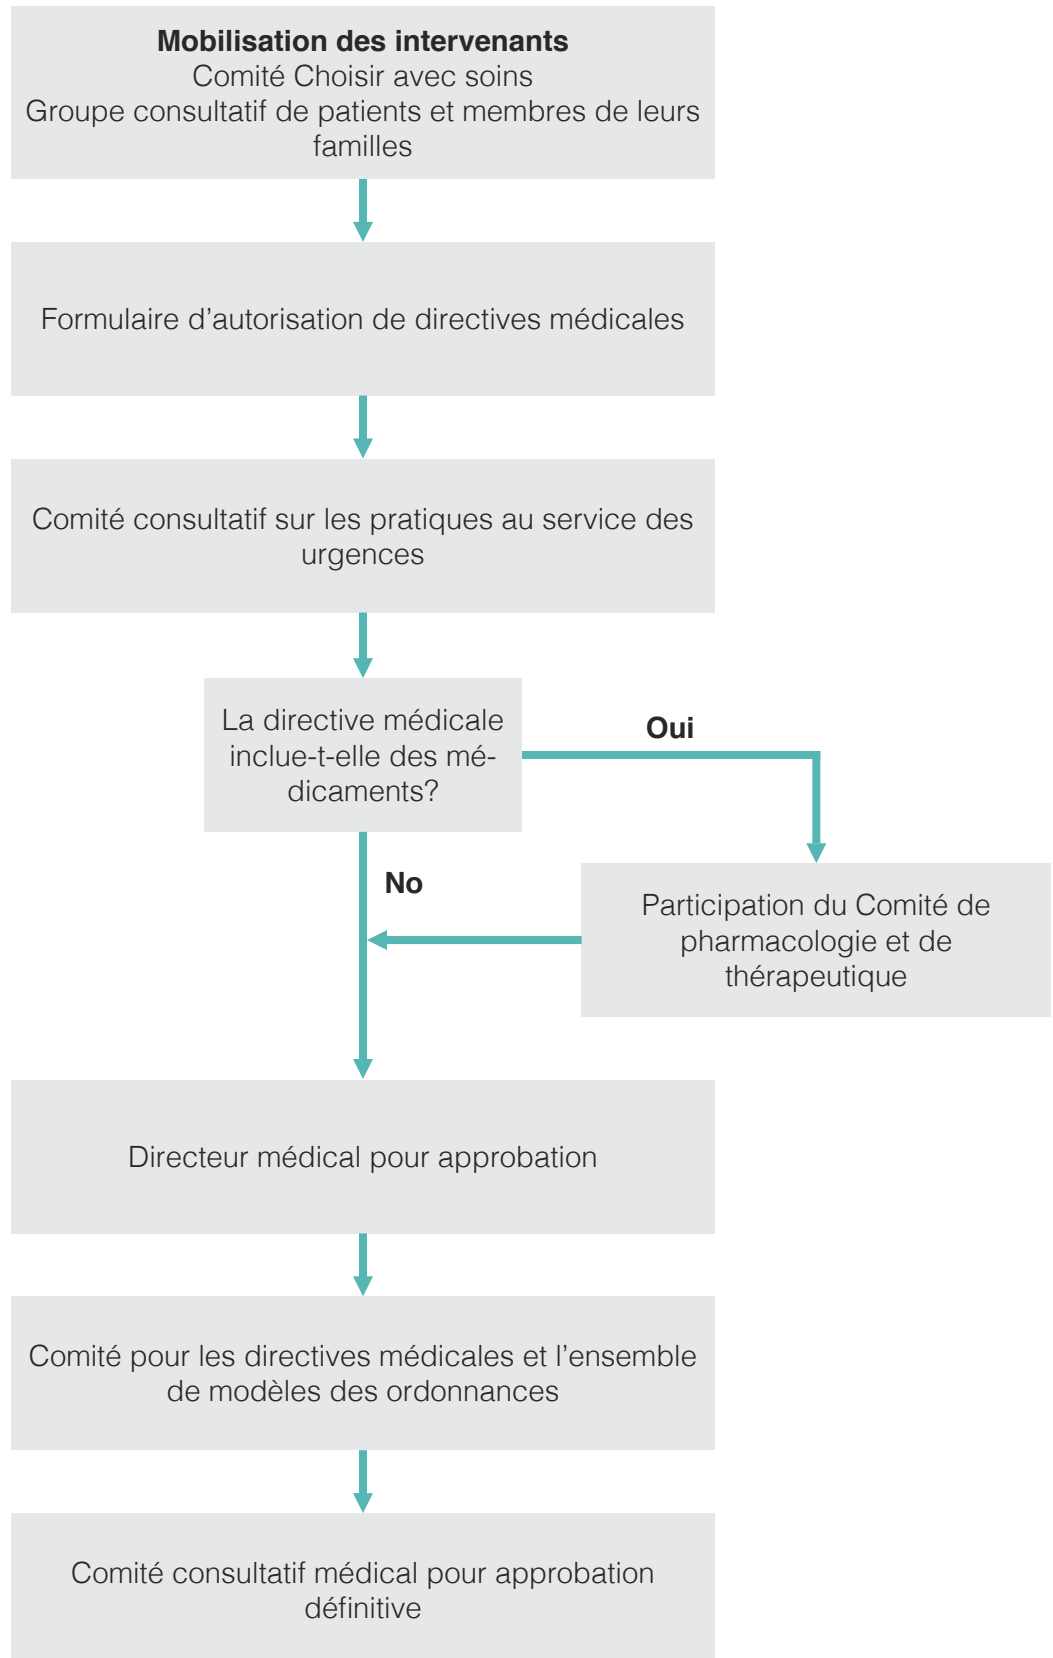 Mobilisation des intervenants
Comité Choisir avec soins
Groupe consultatif de patients et membres de leurs
familles
Formulaire d’autorisation de directives médicales
Comité consultatif sur les pratiques au service des
urgences
La directive médicale
inclue-t-elle des mé-
dicaments?
Oui
No
Participation du Comité de
pharmacologie et de
thérapeutique
Directeur médical pour approbation
Comité pour les directives médicales et l’ensemble
de modèles des ordonnances
Comité consultatif médical pour approbation
définitive